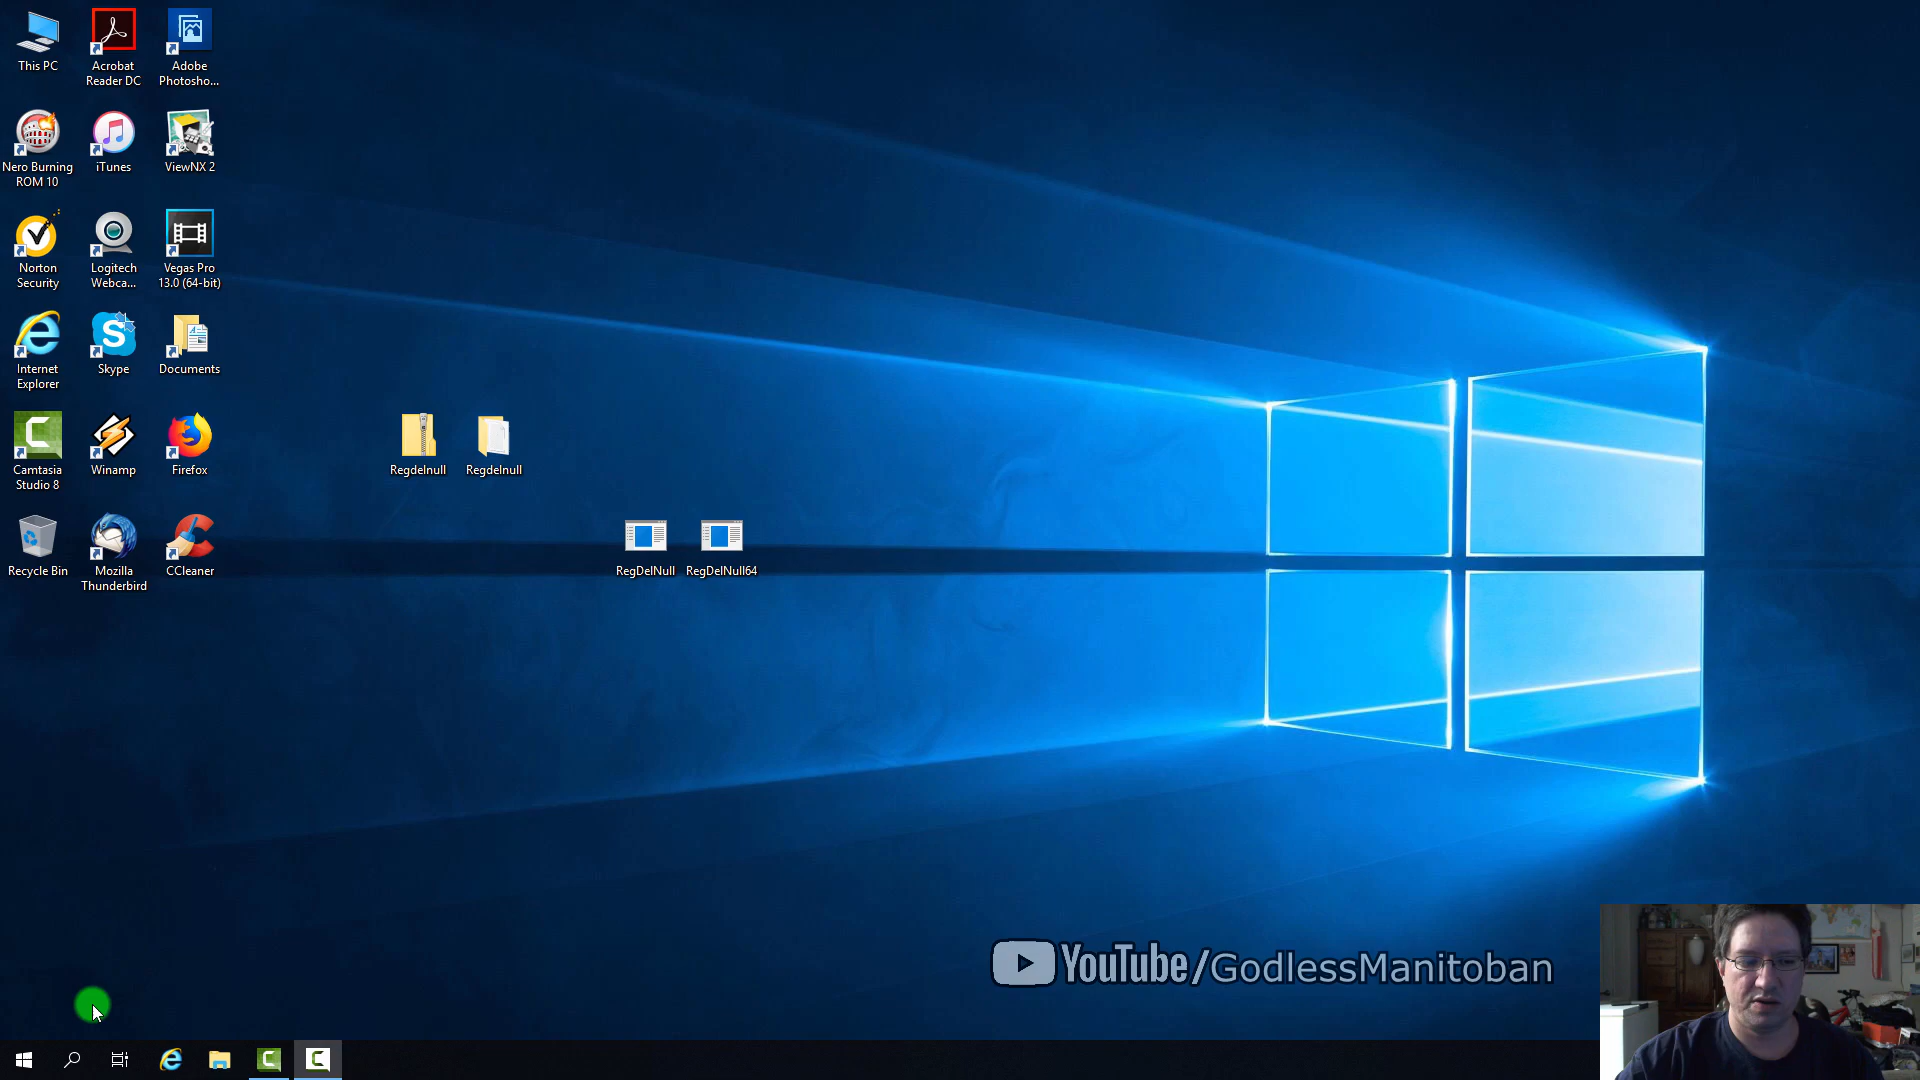 This PC
Acrobat
Reader DC
Adobe
Photosho...
Nero Burning
ROM 10
iTunes
ViewNX 2
Norton
Security
Logitech
Webca...
Vegas Pro
13.0 (64-bit)
Internet
Explorer
Skype
Documents
Camtasia
Studio 8
Winamp
Firefox
Regdelnull
Regdelnull
Recycle Bin
Mozilla
Thunderbird
CCleaner
RegDelNull
RegDelNull64
YouTube/GodlessManitoban